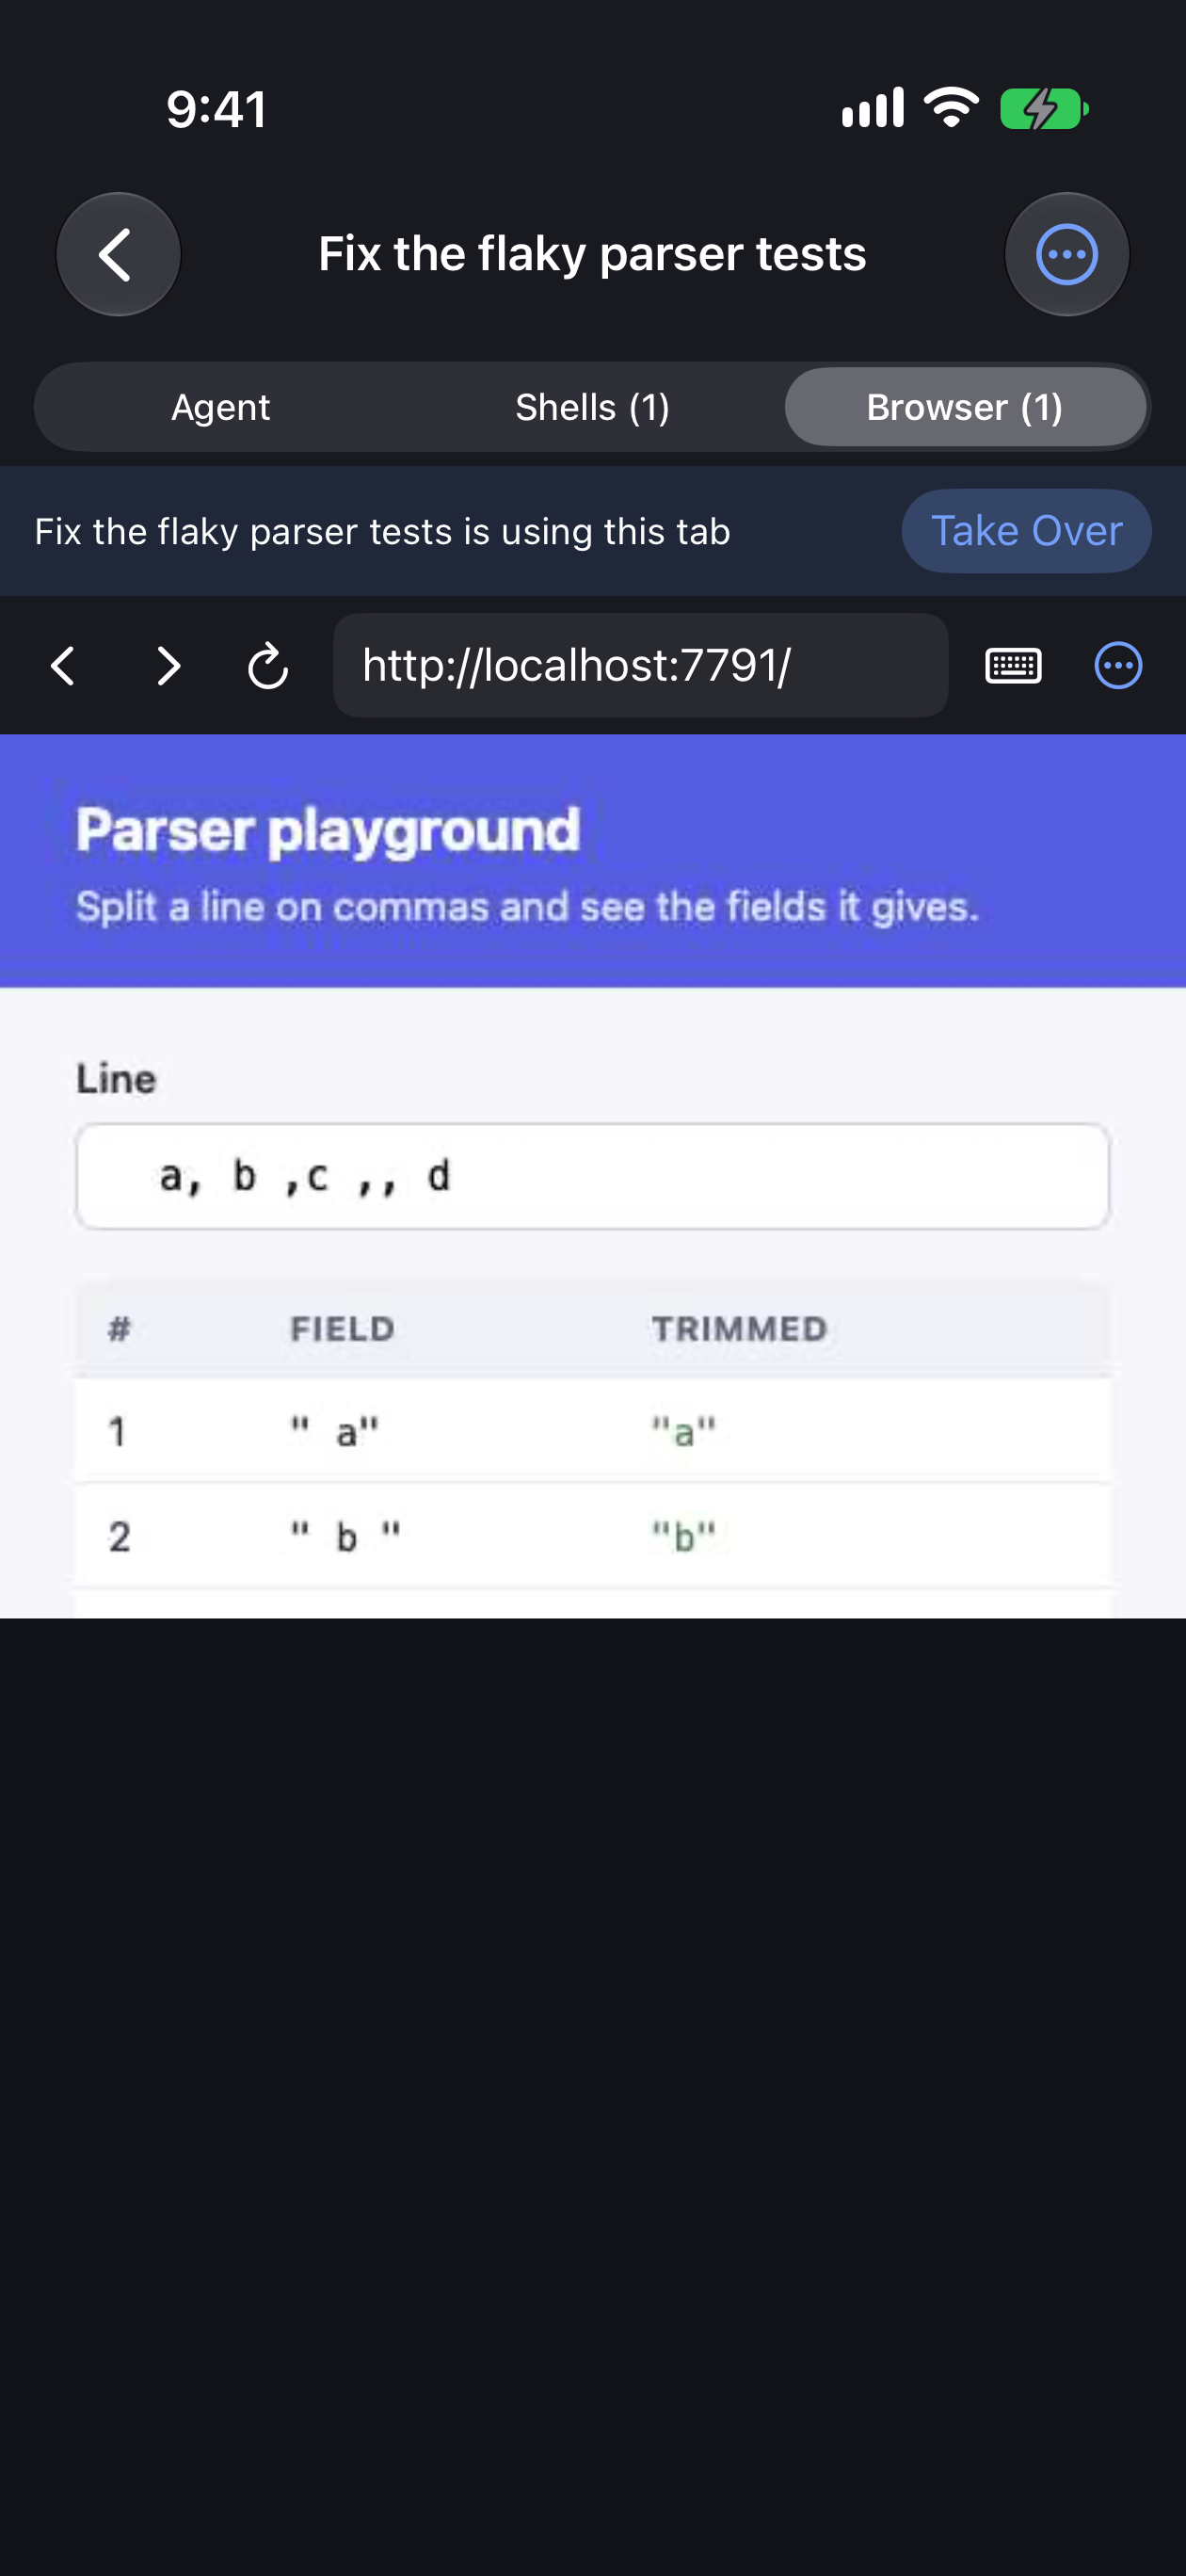 9:41
Fix the flaky parser tests
Agent
Shells (1)
Browser (1)
Fix the flaky parser tests is using this tab
Take Over
http://localhost:7791/
Parser playground
Split a line on commas and see the fields it gives.
Line
a, b ,c ,, d
# FIELD TRIMMED
1 "  a" "a"
2 " b " "b"